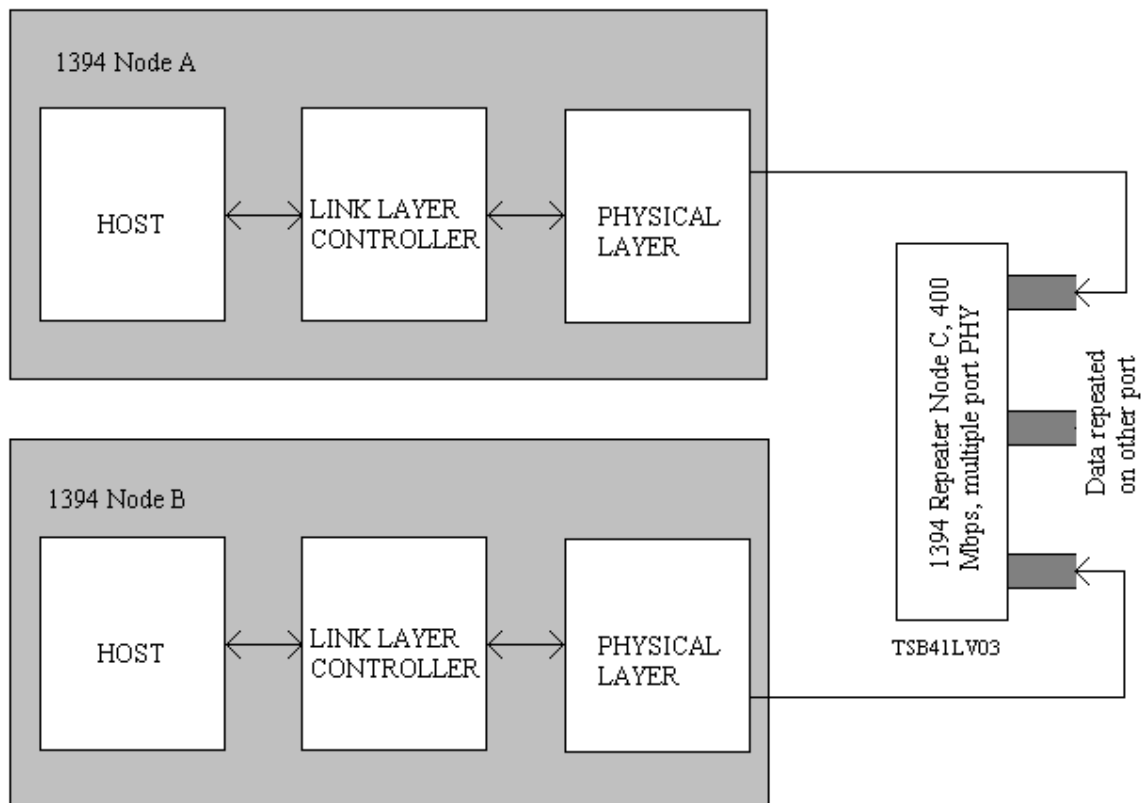 1394 Node A
HOST
LINK LAYER
CONTROLLER
PHYSICAL
LAYER
1394 Repeater Node C, 400
Mbps, multiple port PHY
Data repeated
on other port
TSB41LV03
1394 Node B
HOST
LINK LAYER
CONTROLLER
PHYSICAL
LAYER